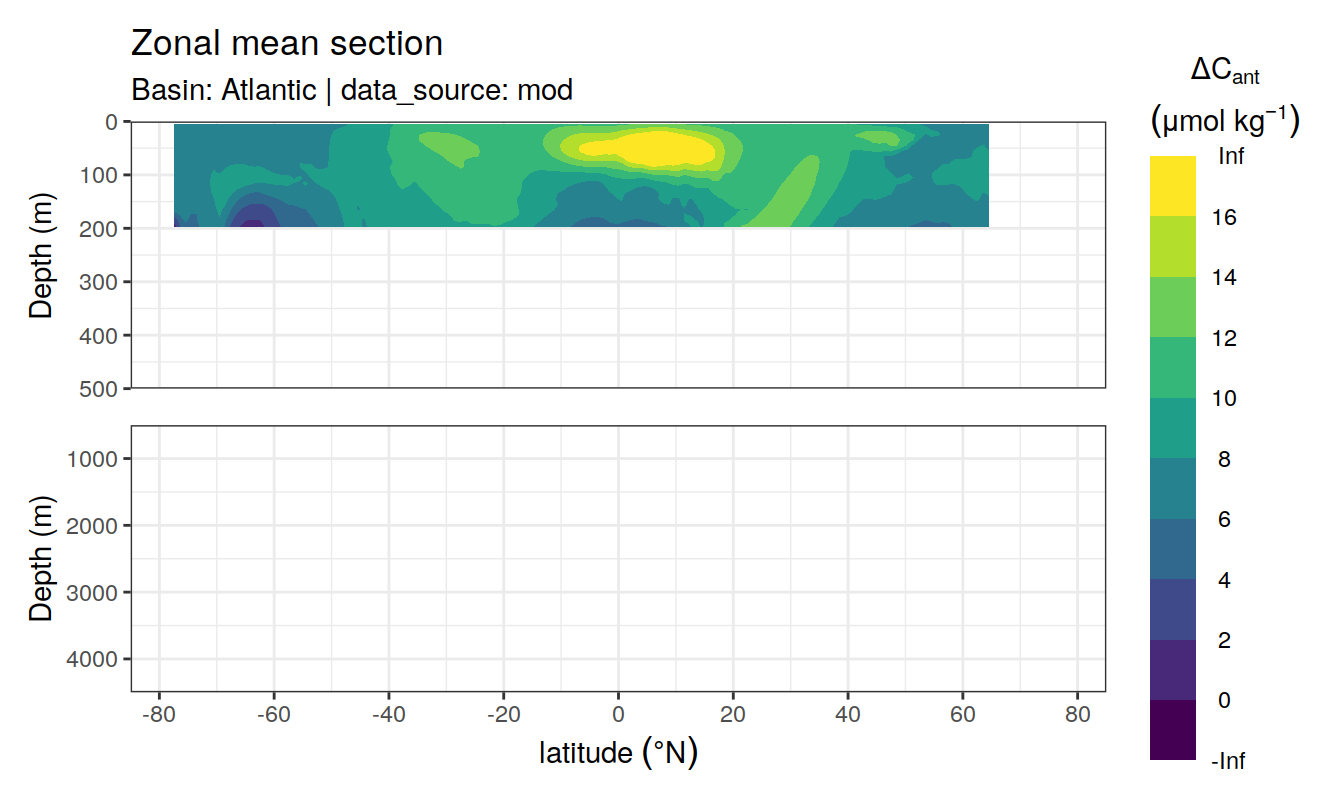 Zonal mean section
Basin: Atlantic | data_source: mod
ΔCant
(μmol kg⁻¹)
Depth (m)
0
100
200
300
400
500
Depth (m)
1000
2000
3000
4000
-80 -60 -40 -20 0 20 40 60 80
latitude (°N)
Inf
16
14
12
10
8
6
4
2
0
-Inf